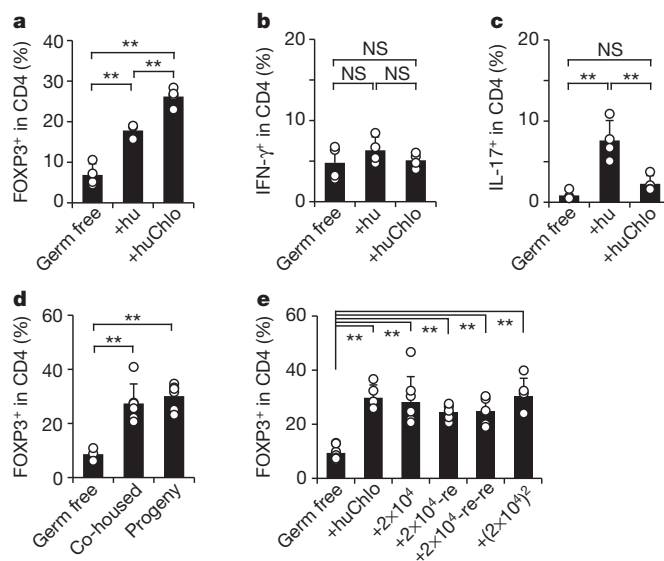 a
FOXP3⁺ in CD4 (%)
40
30
20
10
0
**
**
**
Germ free
+hu
+huChlo
b
IFN-γ⁺ in CD4 (%)
20
10
0
NS
NS
NS
Germ free
+hu
+huChlo
c
IL-17⁺ in CD4 (%)
20
10
0
NS
**
**
Germ free
+hu
+huChlo
d
FOXP3⁺ in CD4 (%)
60
40
20
0
**
**
Germ free
Co-housed
Progeny
e
FOXP3⁺ in CD4 (%)
60
40
20
0
**
**
**
**
**
Germ free
+huChlo
+2×10⁴
+2×10⁴-re
+2×10⁴-re-re
+(2×10⁴)²